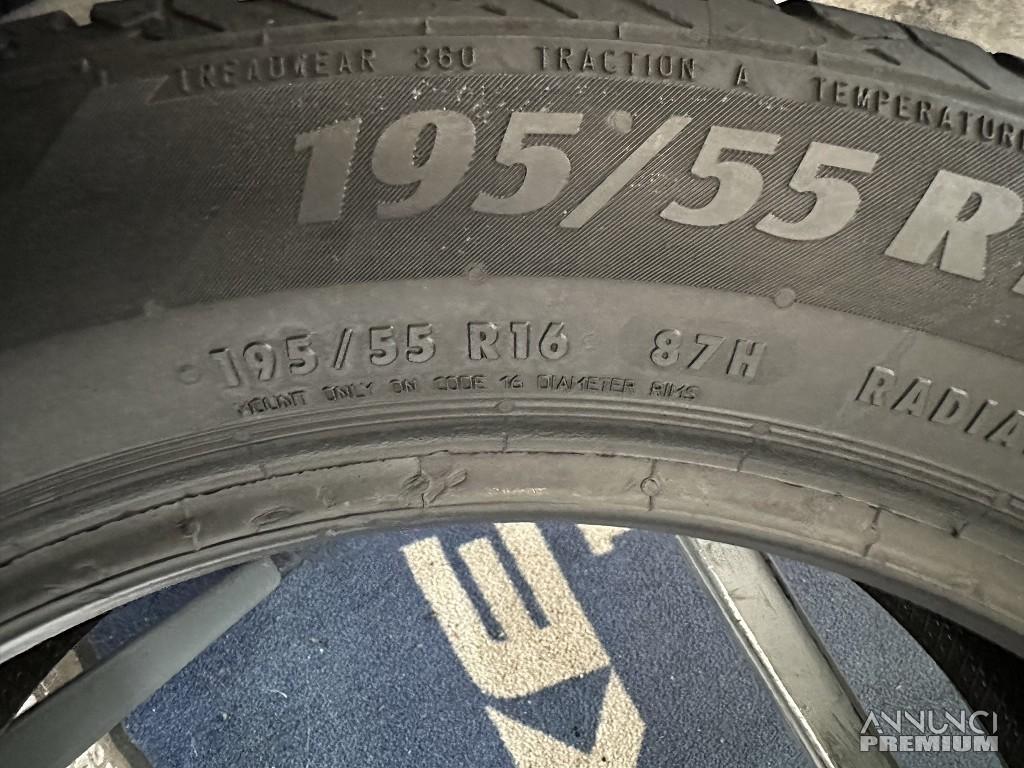 TREADWEAR 360 TRACTION A TEMPERATURE
195/55 R
195/55 R16 87H
MOUNT ONLY ON CODE 16 DIAMETER RIMS
RADIA
ANNUNCI
PREMIUM